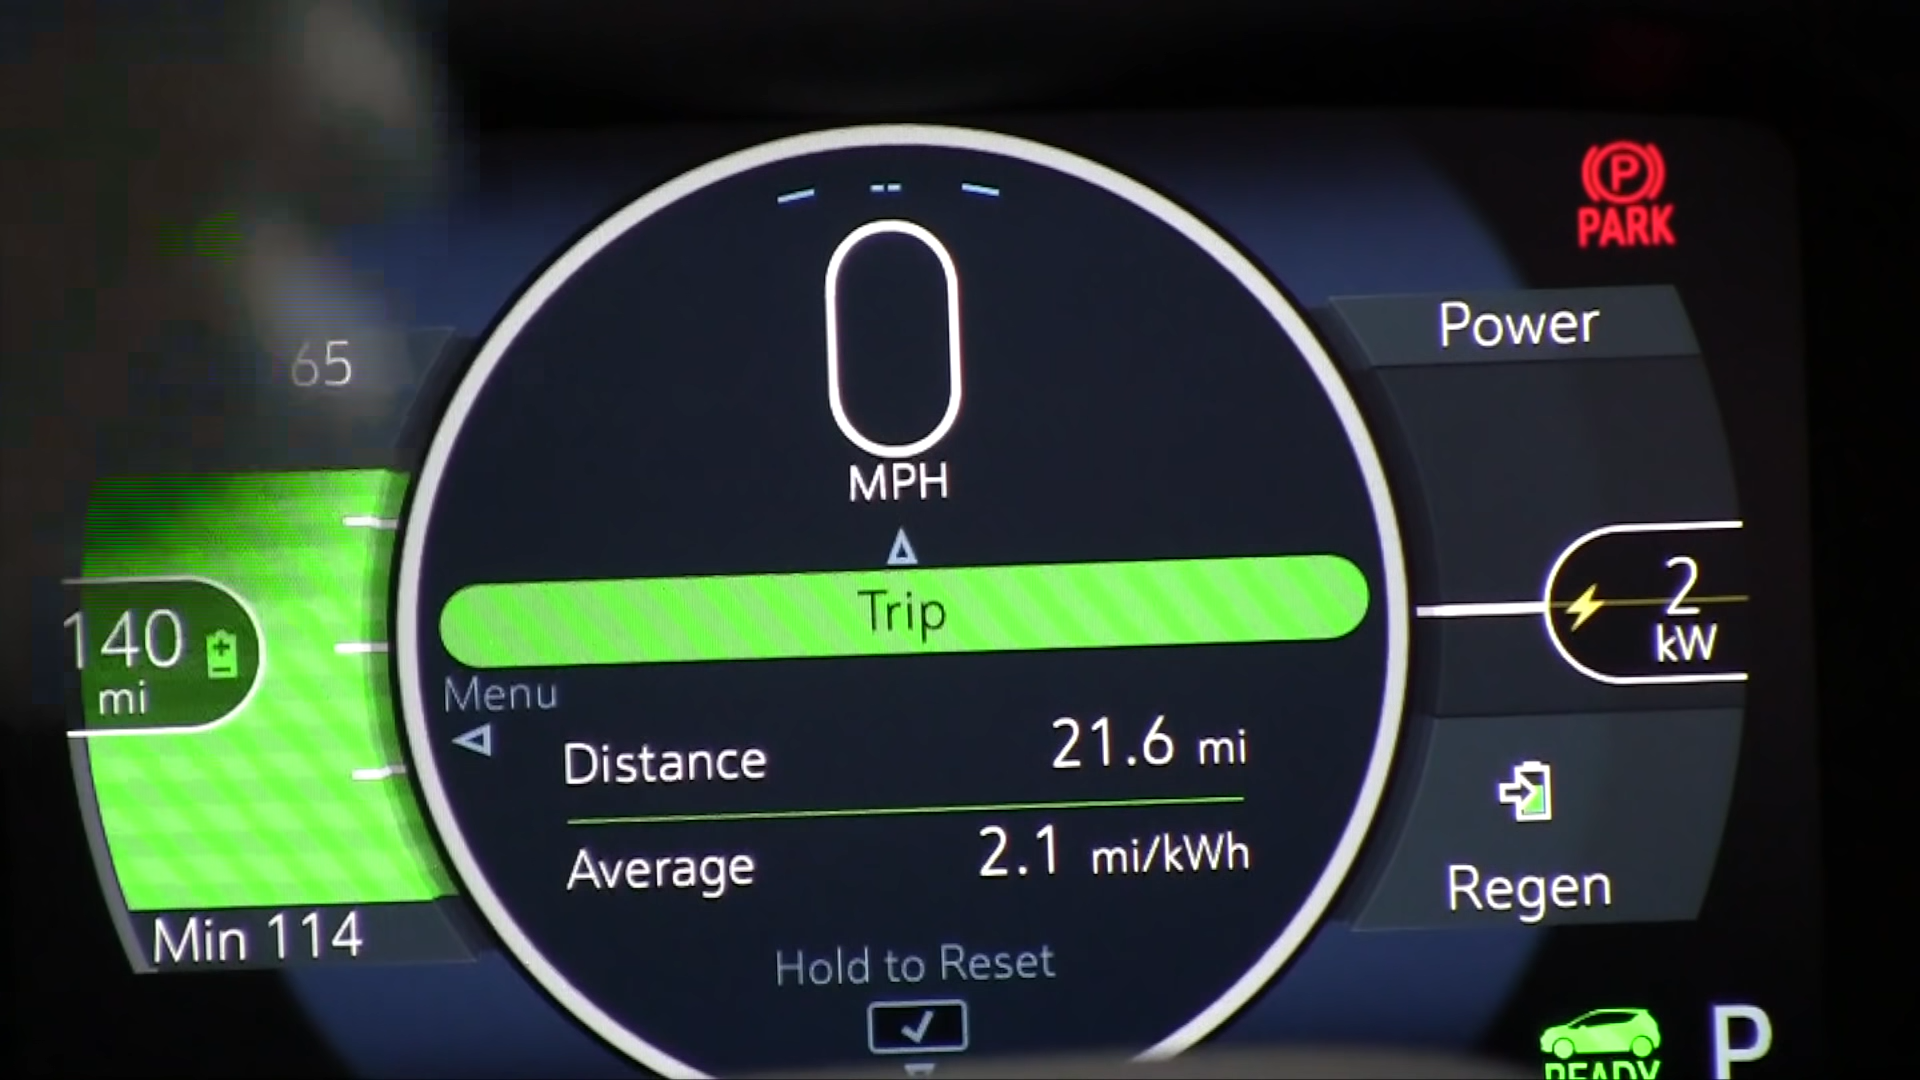 PARK
65
0
MPH
Power
Trip
140
mi
2
kW
Menu
Distance 21.6 mi
Average 2.1 mi/kWh
Regen
Min 114
Hold to Reset
READY
P